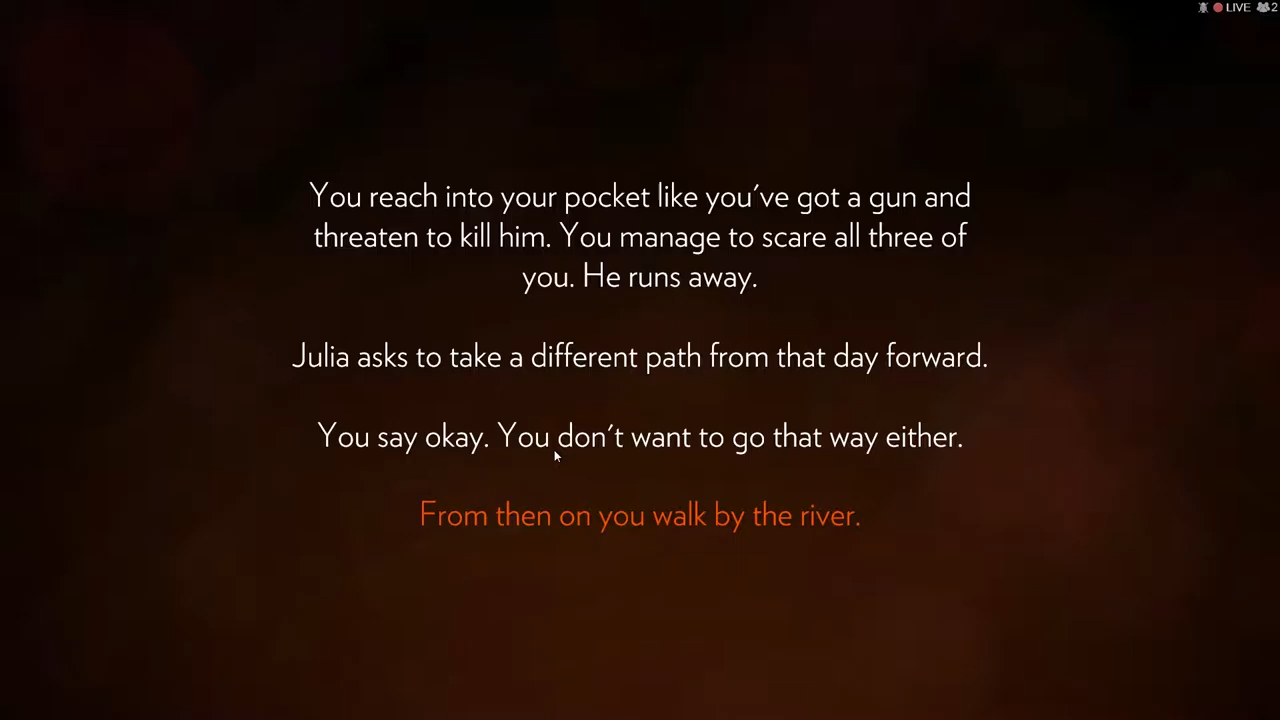 LIVE 2
You reach into your pocket like you've got a gun and
threaten to kill him. You manage to scare all three of
you. He runs away.
Julia asks to take a different path from that day forward.
You say okay. You don't want to go that way either.
From then on you walk by the river.